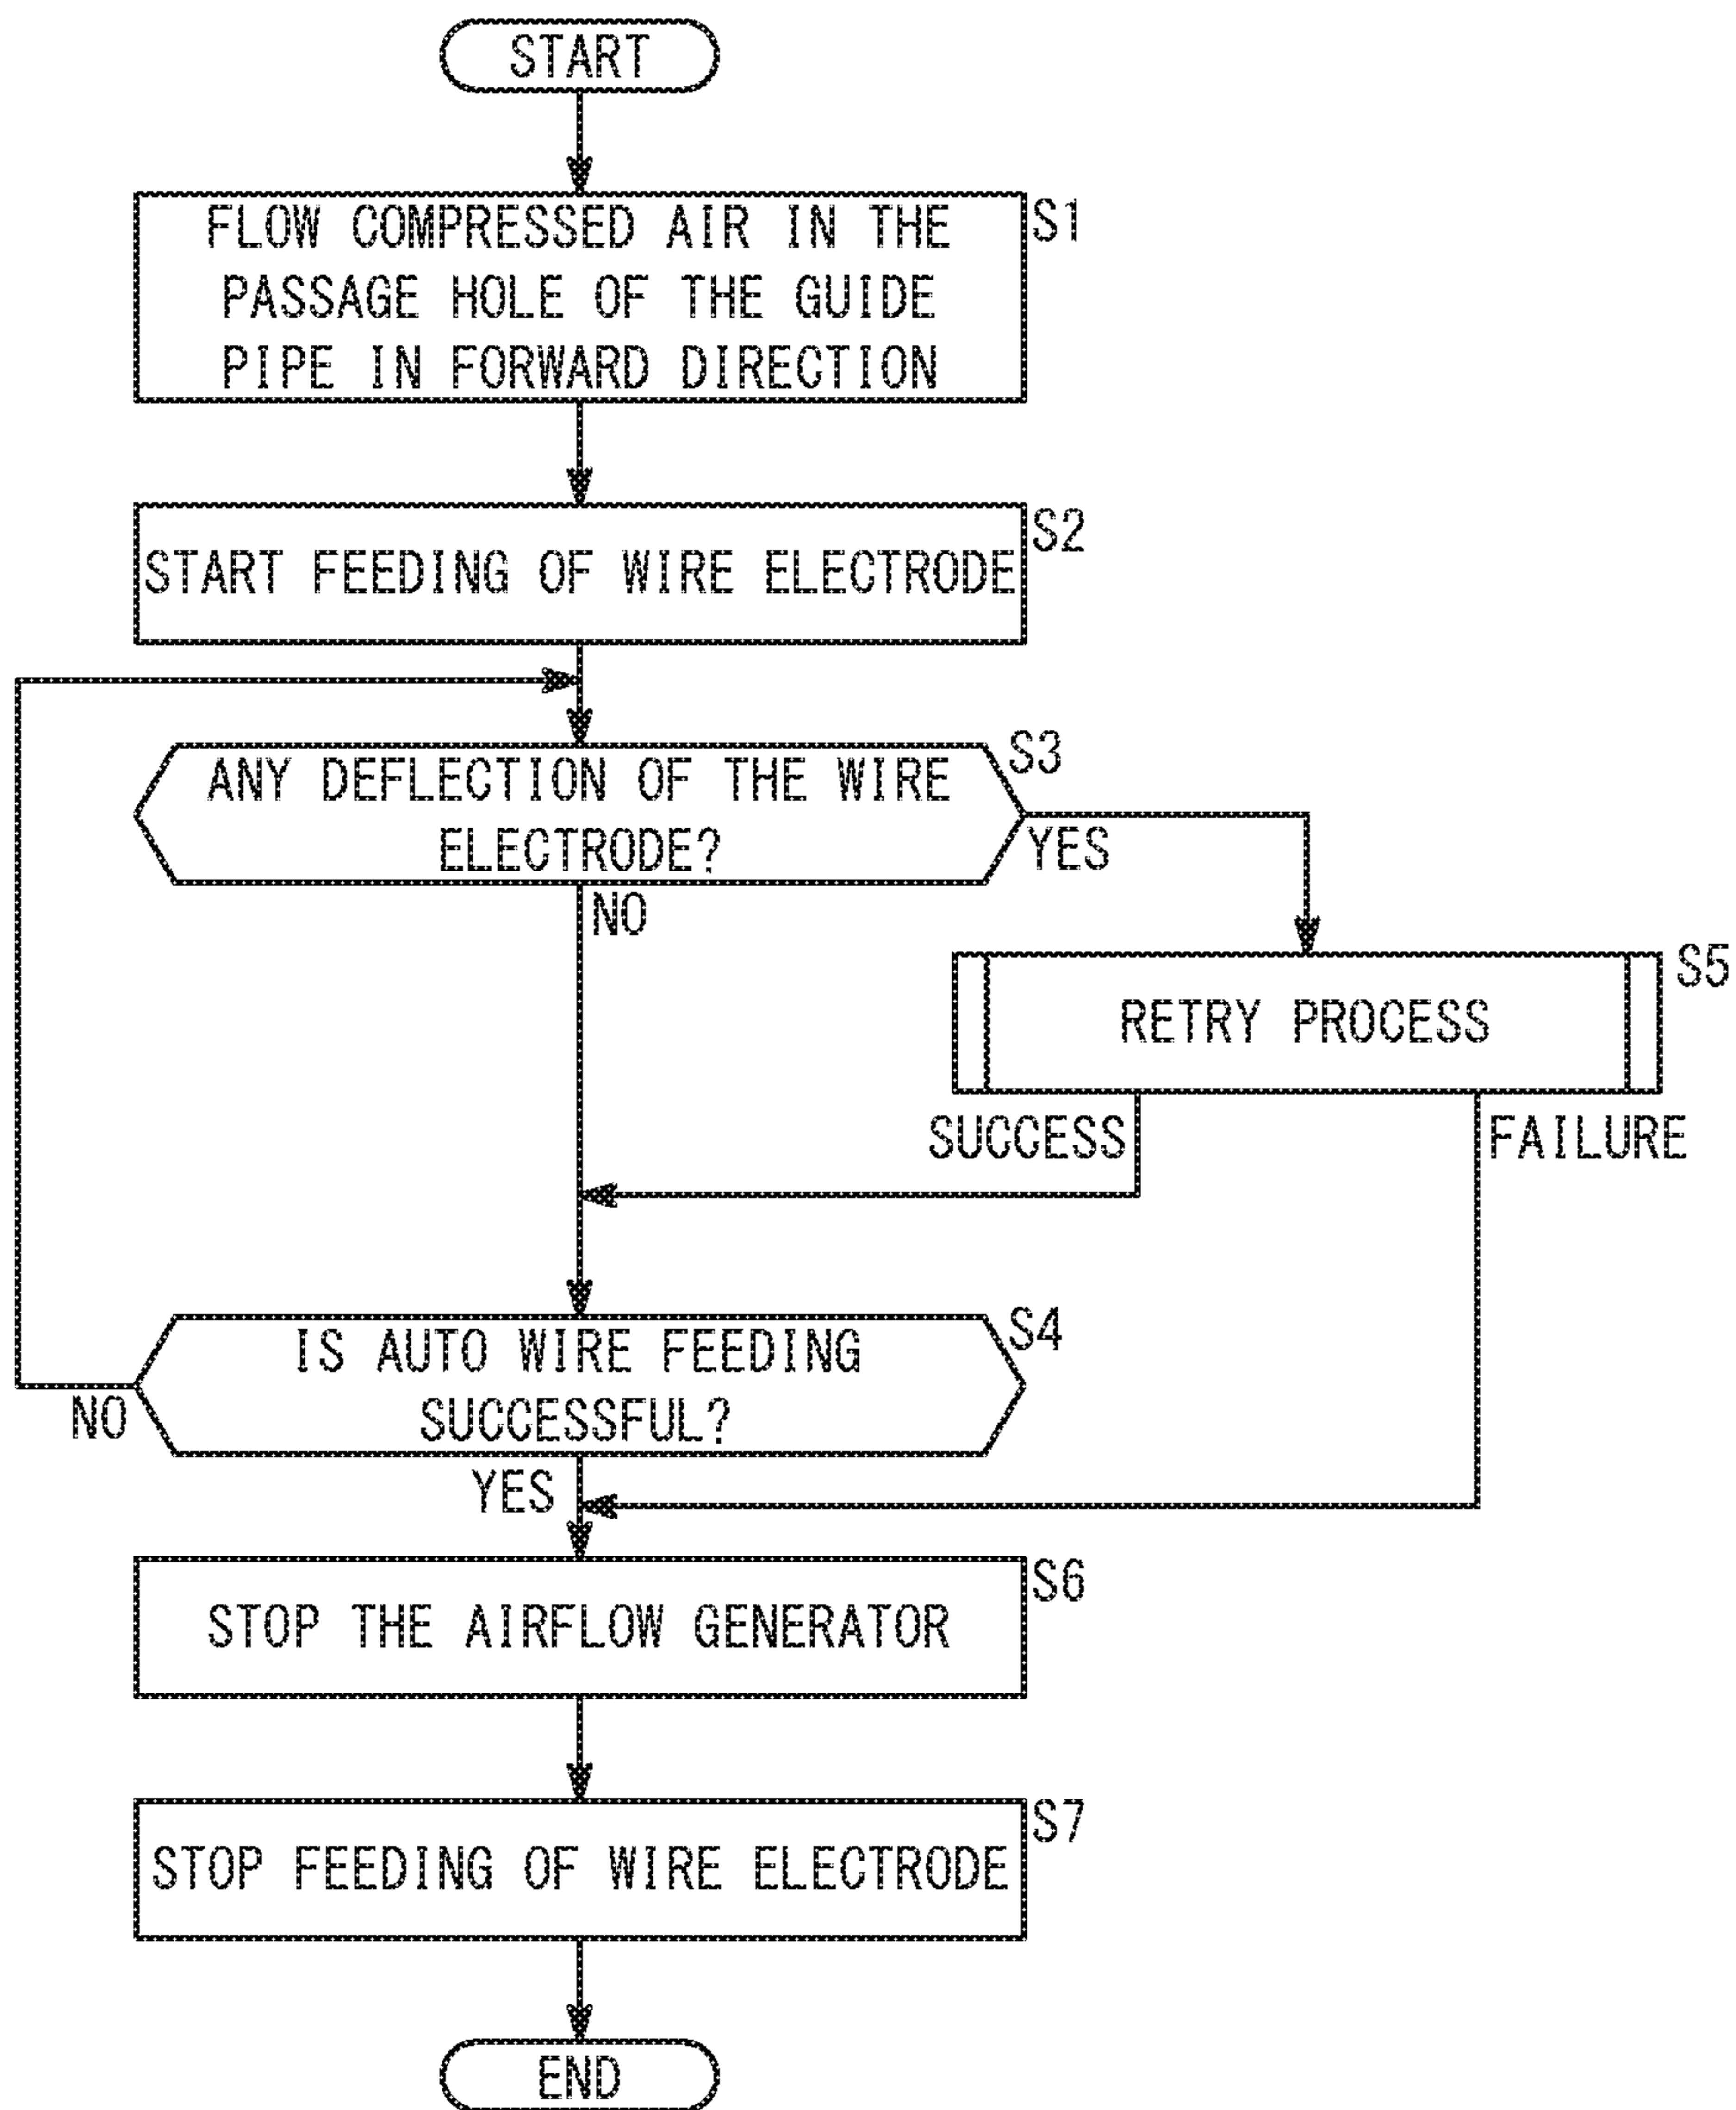 START
FLOW COMPRESSED AIR IN THE
PASSAGE HOLE OF THE GUIDE
PIPE IN FORWARD DIRECTION
S1
START FEEDING OF WIRE ELECTRODE
S2
ANY DEFLECTION OF THE WIRE
ELECTRODE?
S3
YES
NO
RETRY PROCESS
S5
SUCCESS
FAILURE
IS AUTO WIRE FEEDING
SUCCESSFUL?
S4
NO
YES
STOP THE AIRFLOW GENERATOR
S6
STOP FEEDING OF WIRE ELECTRODE
S7
END